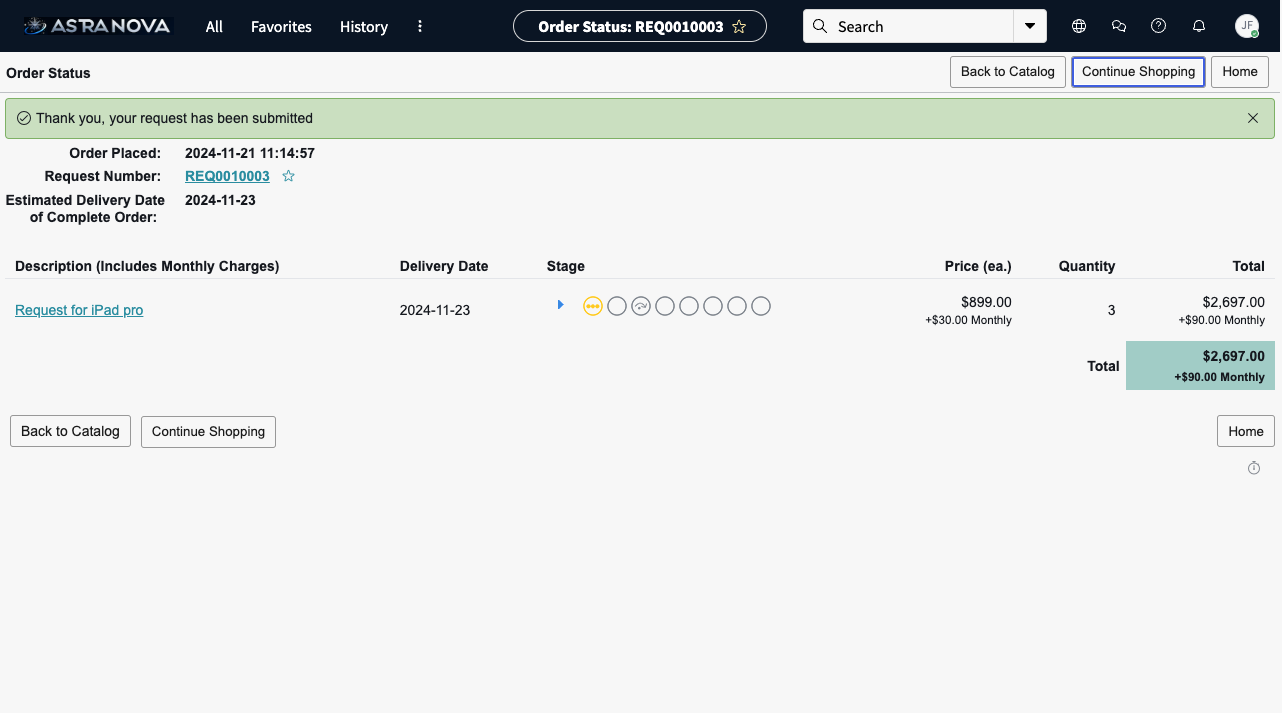 ASTRANOVA All Favorites History Order Status: REQ0010003 Search JF
Order Status Back to Catalog Continue Shopping Home
Thank you, your request has been submitted
Order Placed: 2024-11-21 11:14:57
Request Number: REQ0010003
Estimated Delivery Date 2024-11-23
of Complete Order:
Description (Includes Monthly Charges) Delivery Date Stage Price (ea.) Quantity Total
Request for iPad pro 2024-11-23 $899.00 3 $2,697.00
+$30.00 Monthly +$90.00 Monthly
Total $2,697.00
+$90.00 Monthly
Back to Catalog Continue Shopping Home